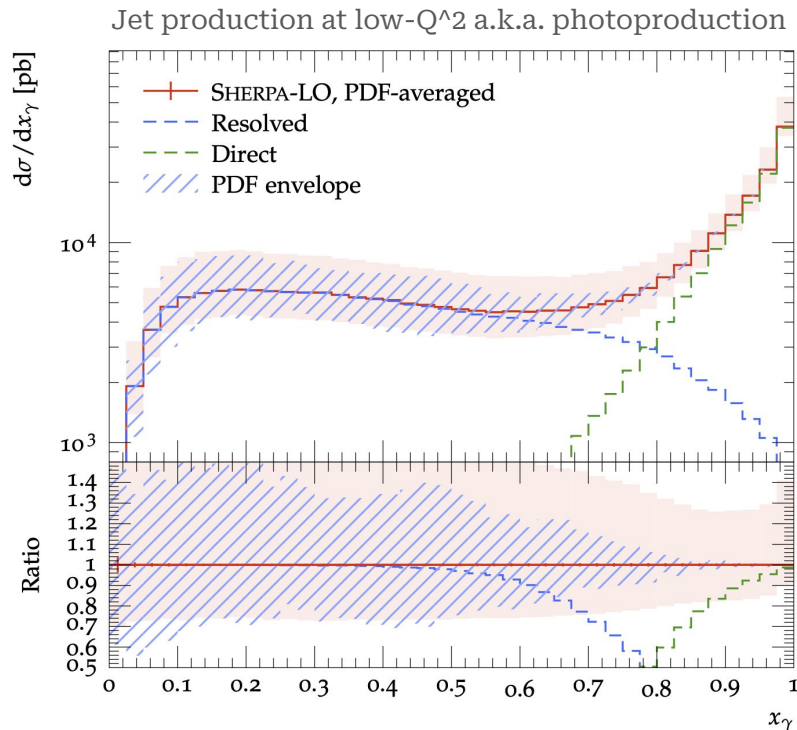 Jet production at low-Q^2 a.k.a. photoproduction
dσ/dxγ [pb]
SHERPA-LO, PDF-averaged
Resolved
Direct
PDF envelope
10^4
10^3
Ratio
1.4
1.3
1.2
1.1
1
0.9
0.8
0.7
0.6
0.5
0 0.1 0.2 0.3 0.4 0.5 0.6 0.7 0.8 0.9 1
xγ